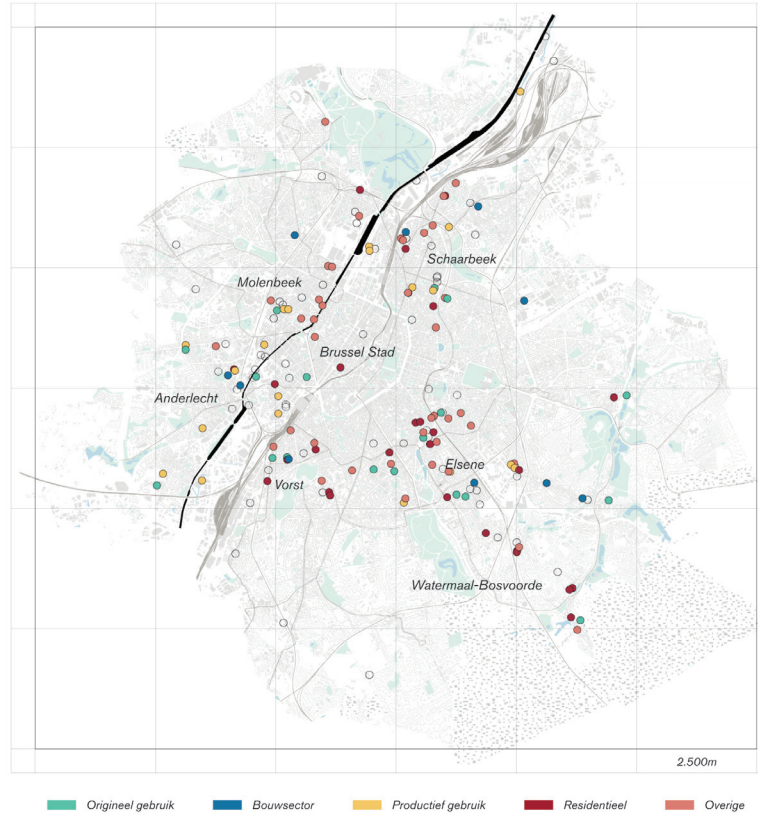 Schaarbeek
Molenbeek
Brussel Stad
Anderlecht
Elsene
Vorst
Watermaal-Bosvoorde
2.500m
Origineel gebruik
Bouwsector
Productief gebruik
Residentieel
Overige